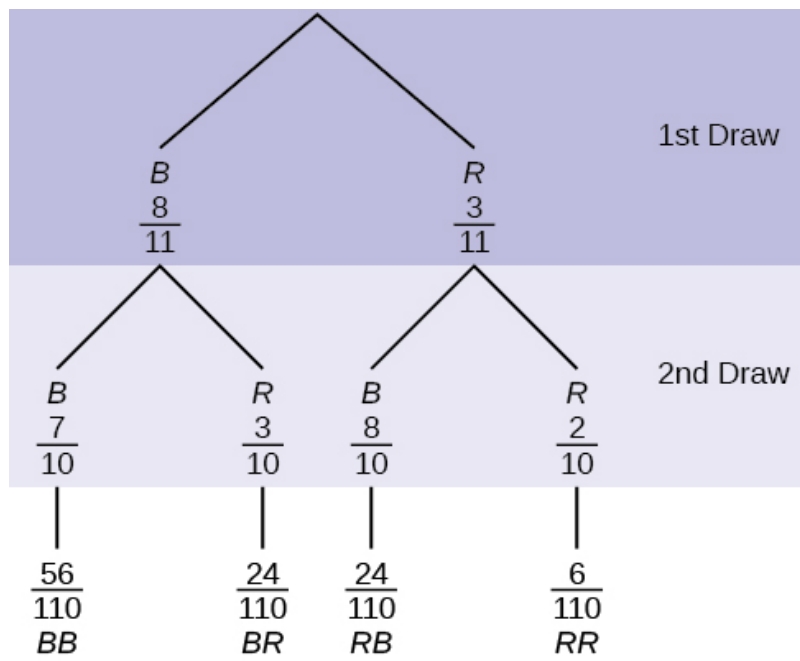 1st Draw
B R
8/11 3/11
2nd Draw
B R B R
7/10 3/10 8/10 2/10
56/110 24/110 24/110 6/110
BB BR RB RR